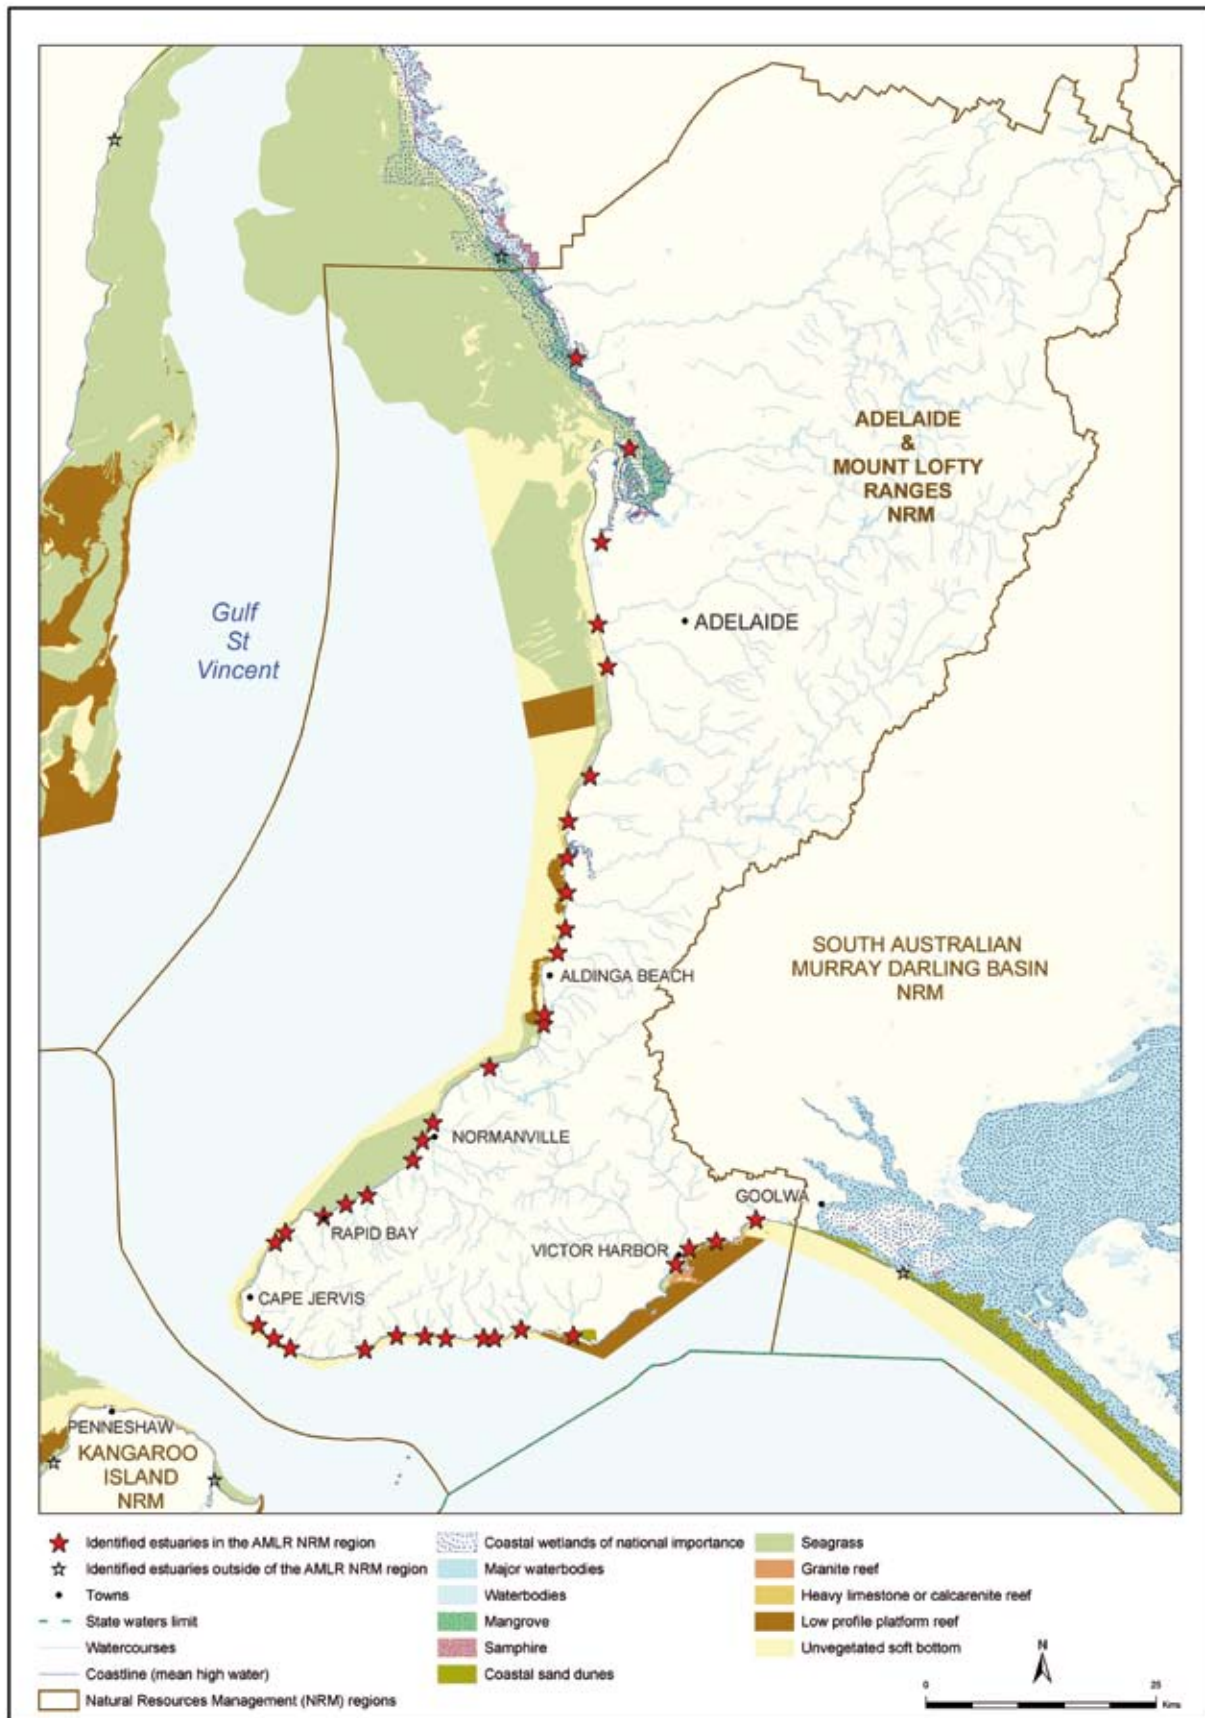 ADELAIDE
&
MOUNT LOFTY
RANGES
NRM
Gulf
St
Vincent
ADELAIDE
SOUTH AUSTRALIAN
MURRAY DARLING BASIN
NRM
ALDINGA BEACH
NORMANVILLE
GOOLWA
RAPID BAY
VICTOR HARBOR
CAPE JERVIS
PENNESHAW
KANGAROO
ISLAND
NRM
Identified estuaries in the AMLR NRM region
Identified estuaries outside of the AMLR NRM region
Towns
State waters limit
Watercourses
Coastline (mean high water)
Natural Resources Management (NRM) regions
Coastal wetlands of national importance
Major waterbodies
Waterbodies
Mangrove
Samphire
Coastal sand dunes
Seagrass
Granite reef
Heavy limestone or calcarenite reef
Low profile platform reef
Unvegetated soft bottom
N
0 25
Kms